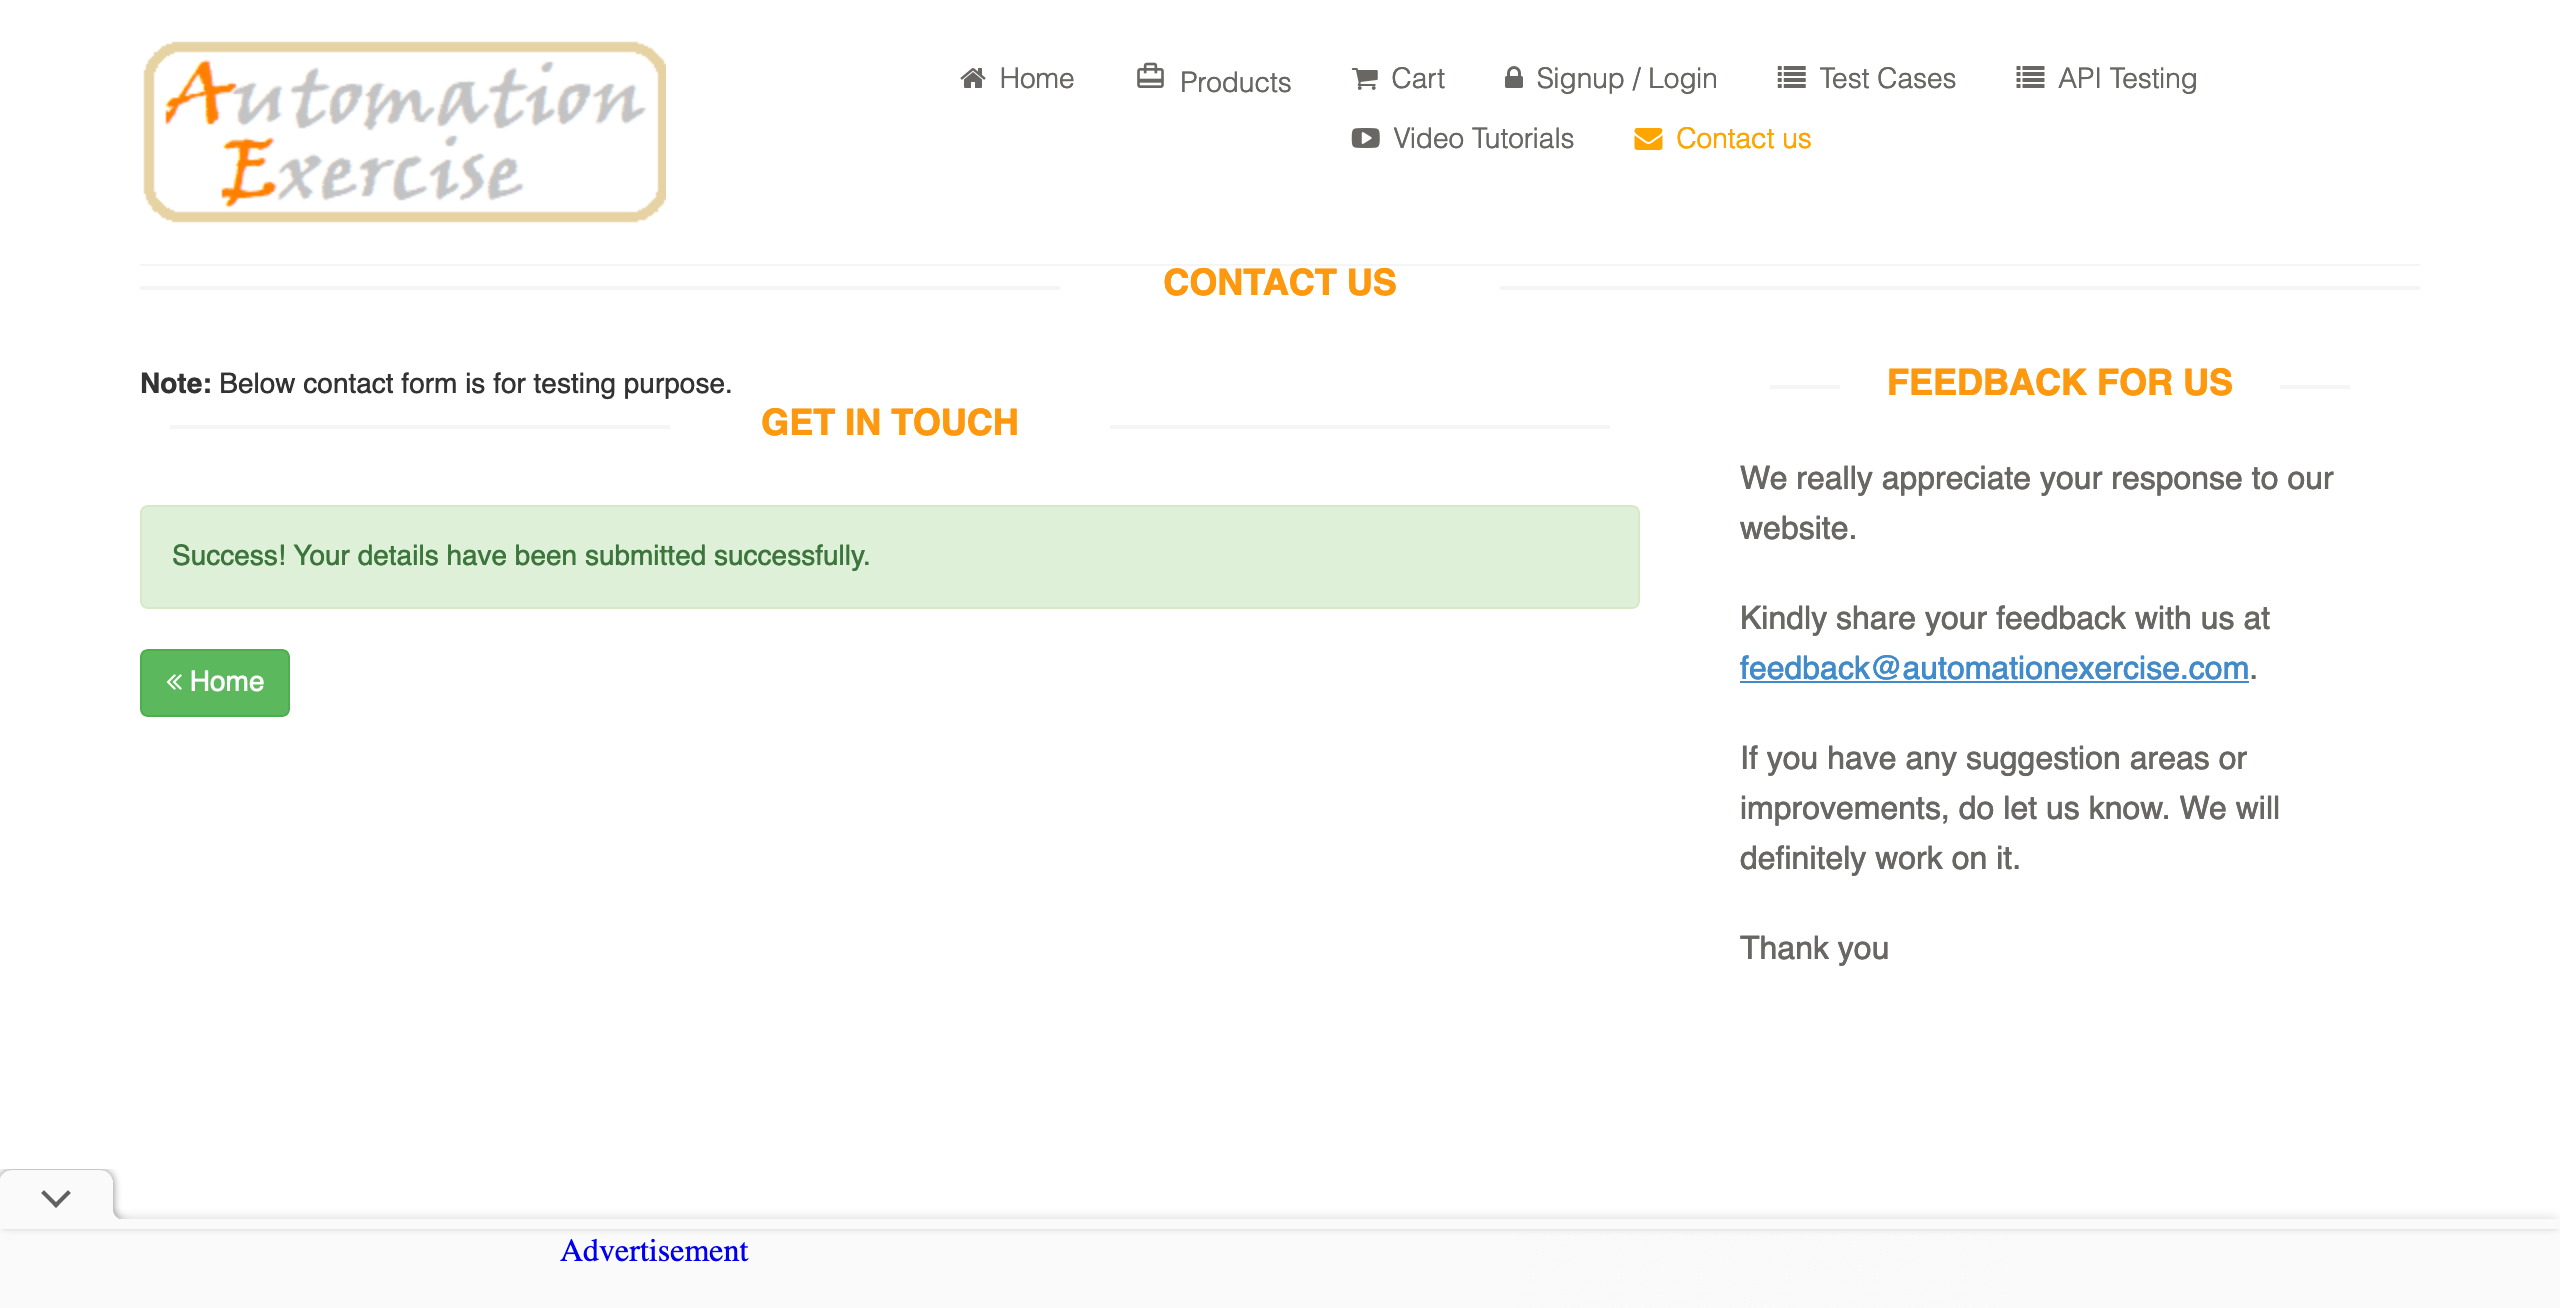 Automation
Exercise
Home
Products
Cart
Signup / Login
Test Cases
API Testing
Video Tutorials
Contact us
CONTACT US
Note: Below contact form is for testing purpose.
GET IN TOUCH
Success! Your details have been submitted successfully.
« Home
FEEDBACK FOR US
We really appreciate your response to our
website.
Kindly share your feedback with us at
feedback@automationexercise.com.
If you have any suggestion areas or
improvements, do let us know. We will
definitely work on it.
Thank you
Advertisement